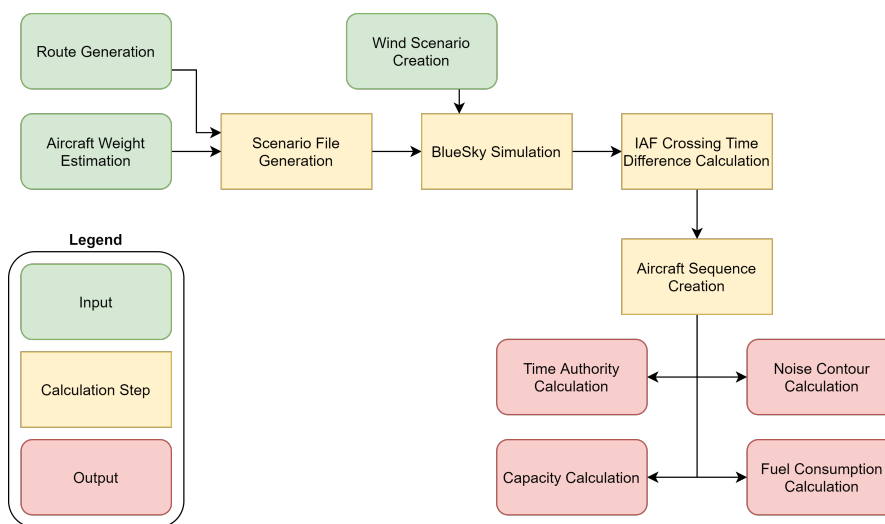 Route Generation
Wind Scenario
Creation
Aircraft Weight
Estimation
Scenario File
Generation
BlueSky Simulation
IAF Crossing Time
Difference Calculation
Aircraft Sequence
Creation
Legend
Input
Calculation Step
Output
Time Authority
Calculation
Noise Contour
Calculation
Capacity Calculation
Fuel Consumption
Calculation